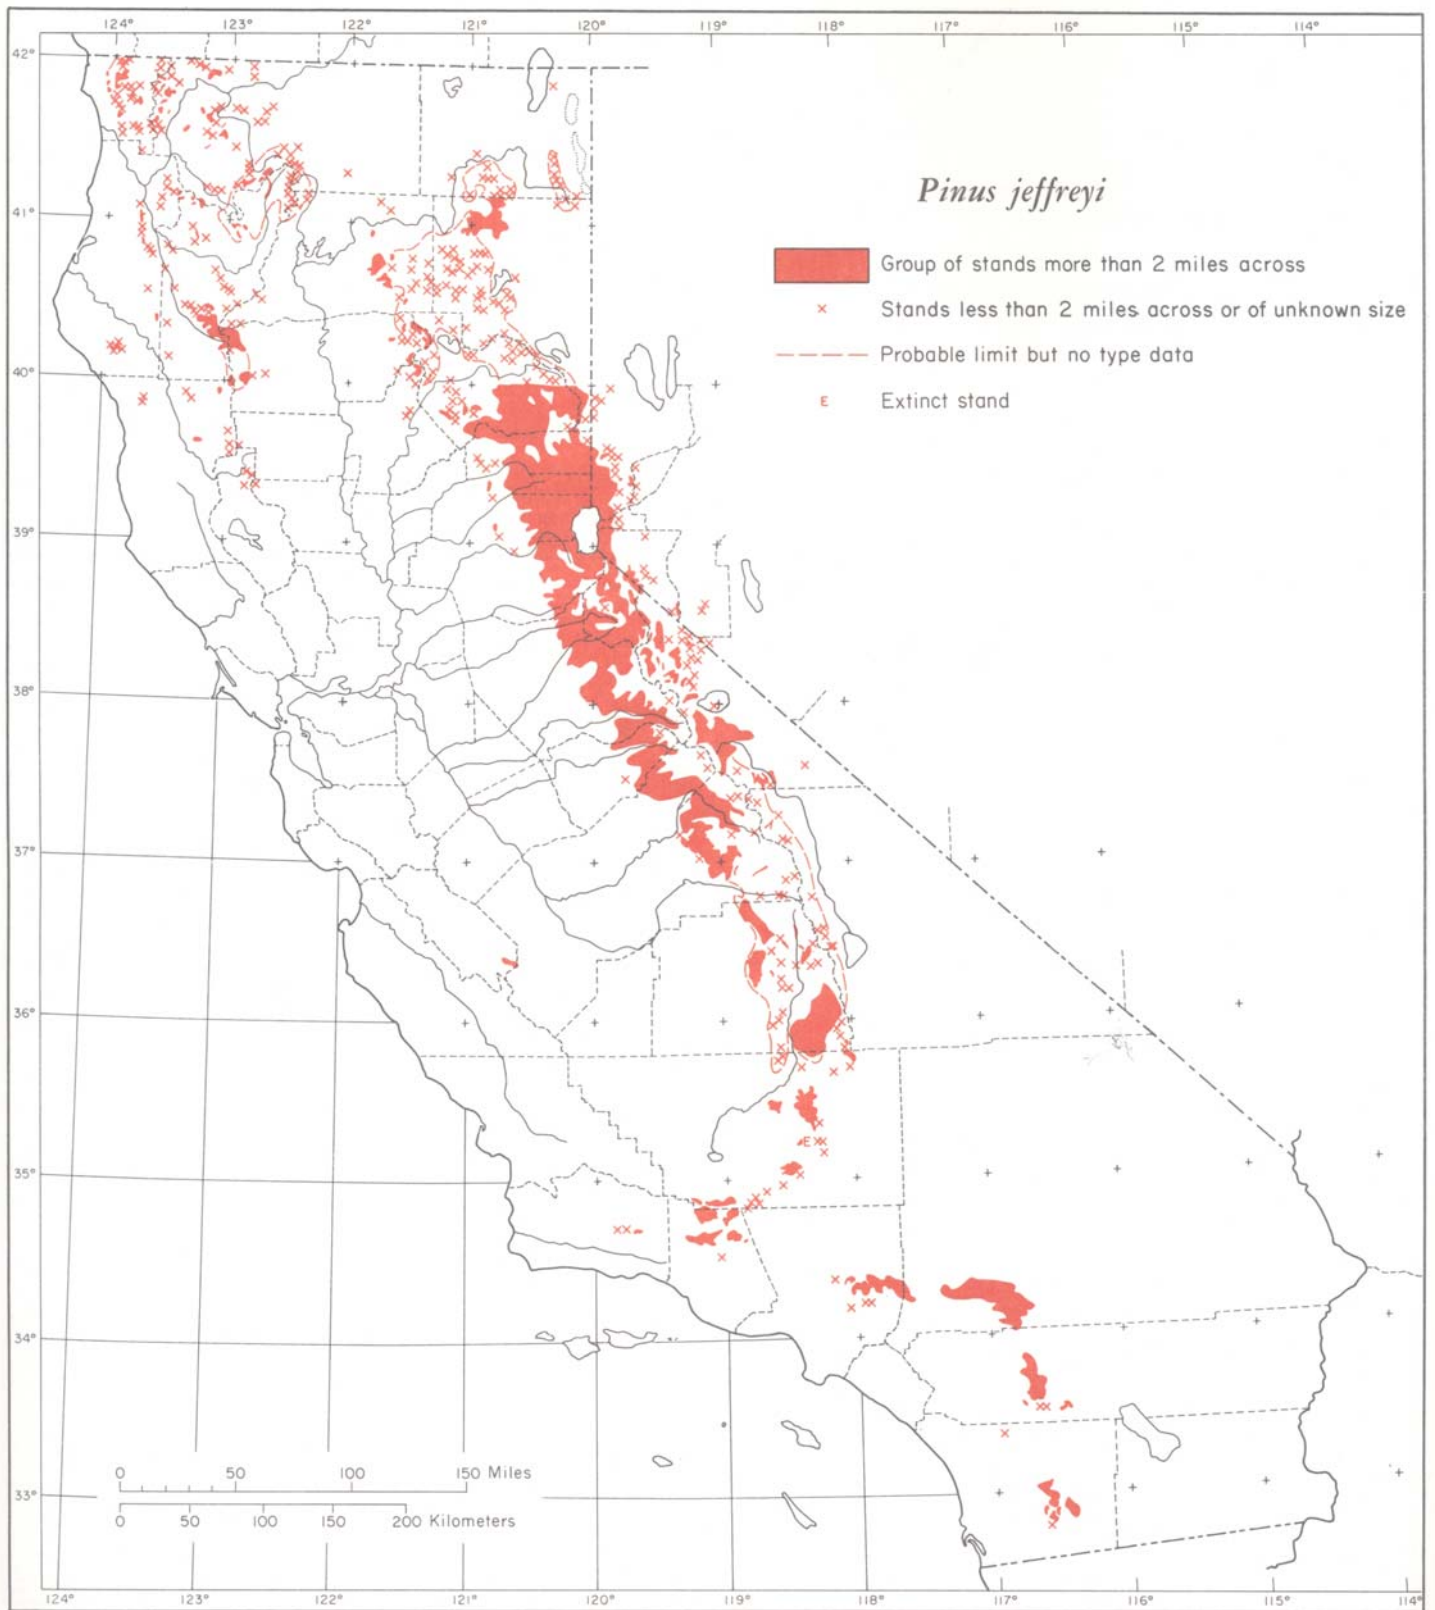 124° 123° 122° 121° 120° 119° 118° 117° 116° 115° 114°
42°
Pinus jeffreyi
41°
Group of stands more than 2 miles across
Stands less than 2 miles across or of unknown size
Probable limit but no type data
40°
E Extinct stand
39°
38°
37°
36°
E
35°
34°
0 50 100 150 Miles
33°
0 50 100 150 200 Kilometers
124° 123° 122° 121° 120° 119° 118° 117° 116° 115° 114°